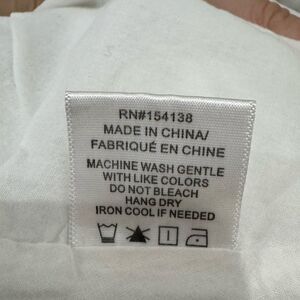 RN#154138
MADE IN CHINA/
FABRIQUÉ EN CHINE
MACHINE WASH GENTLE
WITH LIKE COLORS
DO NOT BLEACH
HANG DRY
IRON COOL IF NEEDED